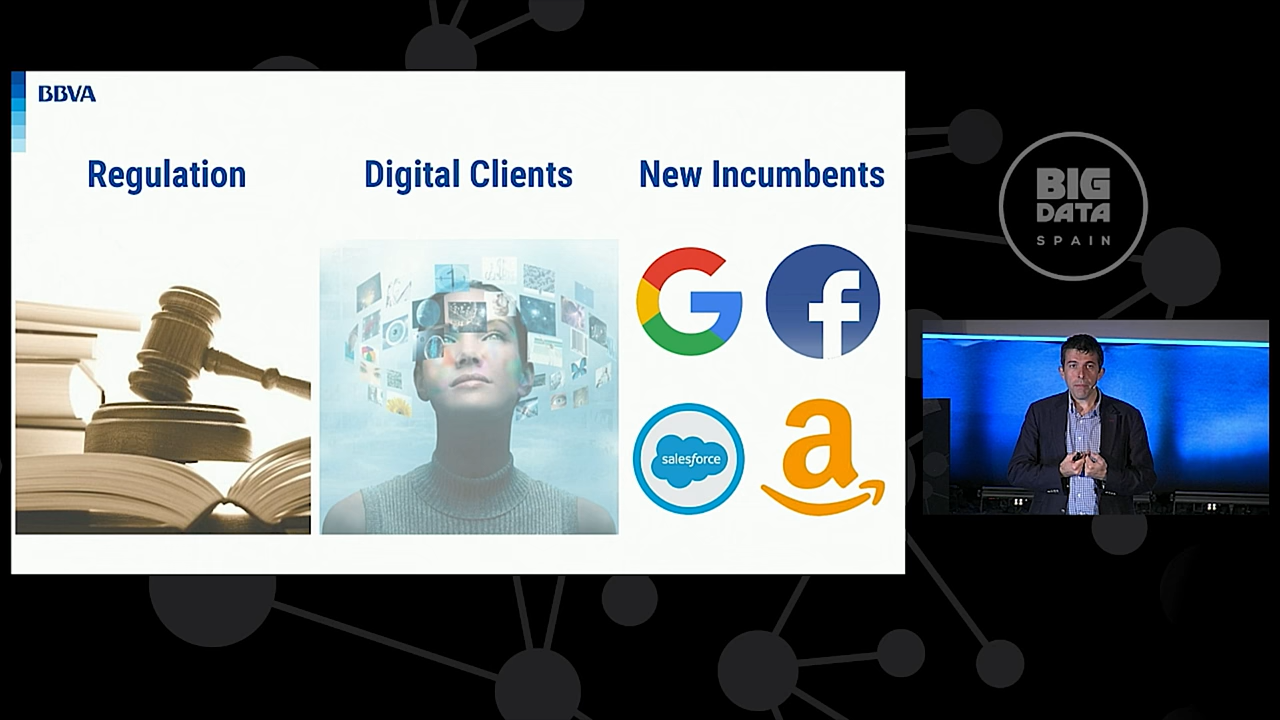 BBVA
Regulation
Digital Clients
New Incumbents
salesforce
BIG
DATA
SPAIN